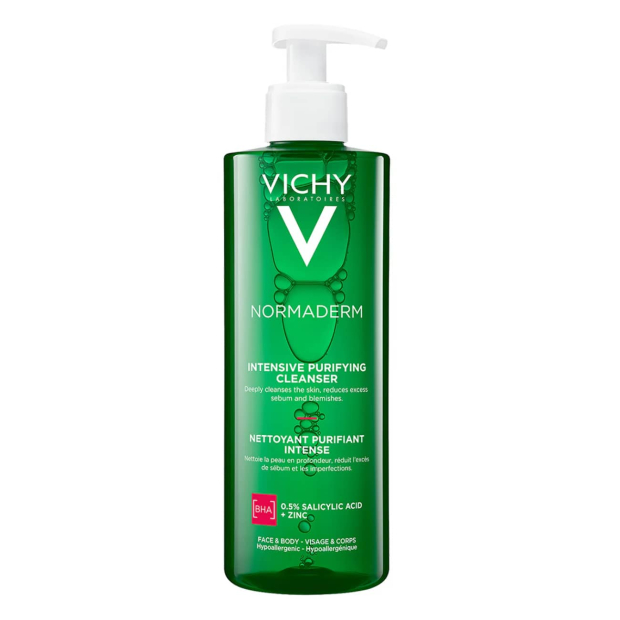 VICHY
LABORATOIRES
V
NORMADERM
INTENSIVE PURIFYING
CLEANSER
Deeply cleanses the skin, reduces excess
sebum and blemishes.
NETTOYANT PURIFIANT
INTENSE
Nettoie la peau en profondeur, réduit l'excès
de sébum et les imperfections.
[BHA]
0.5% SALICYLIC ACID
+ ZINC
FACE & BODY - VISAGE & CORPS
Hypoallergenic - Hypoallergénique